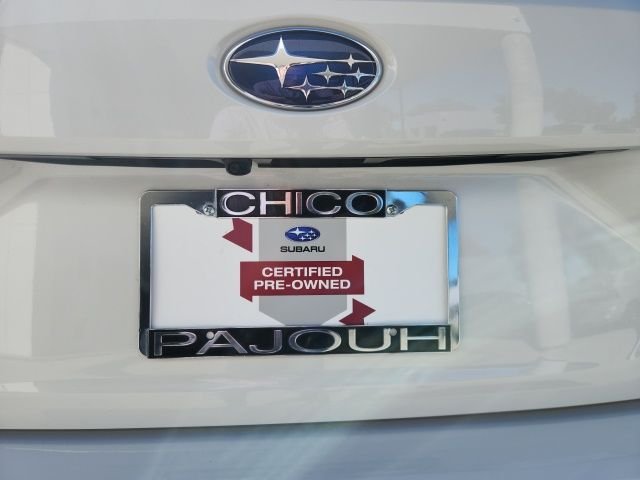 CHICO
SUBARU
CERTIFIED
PRE-OWNED
PAJOUH